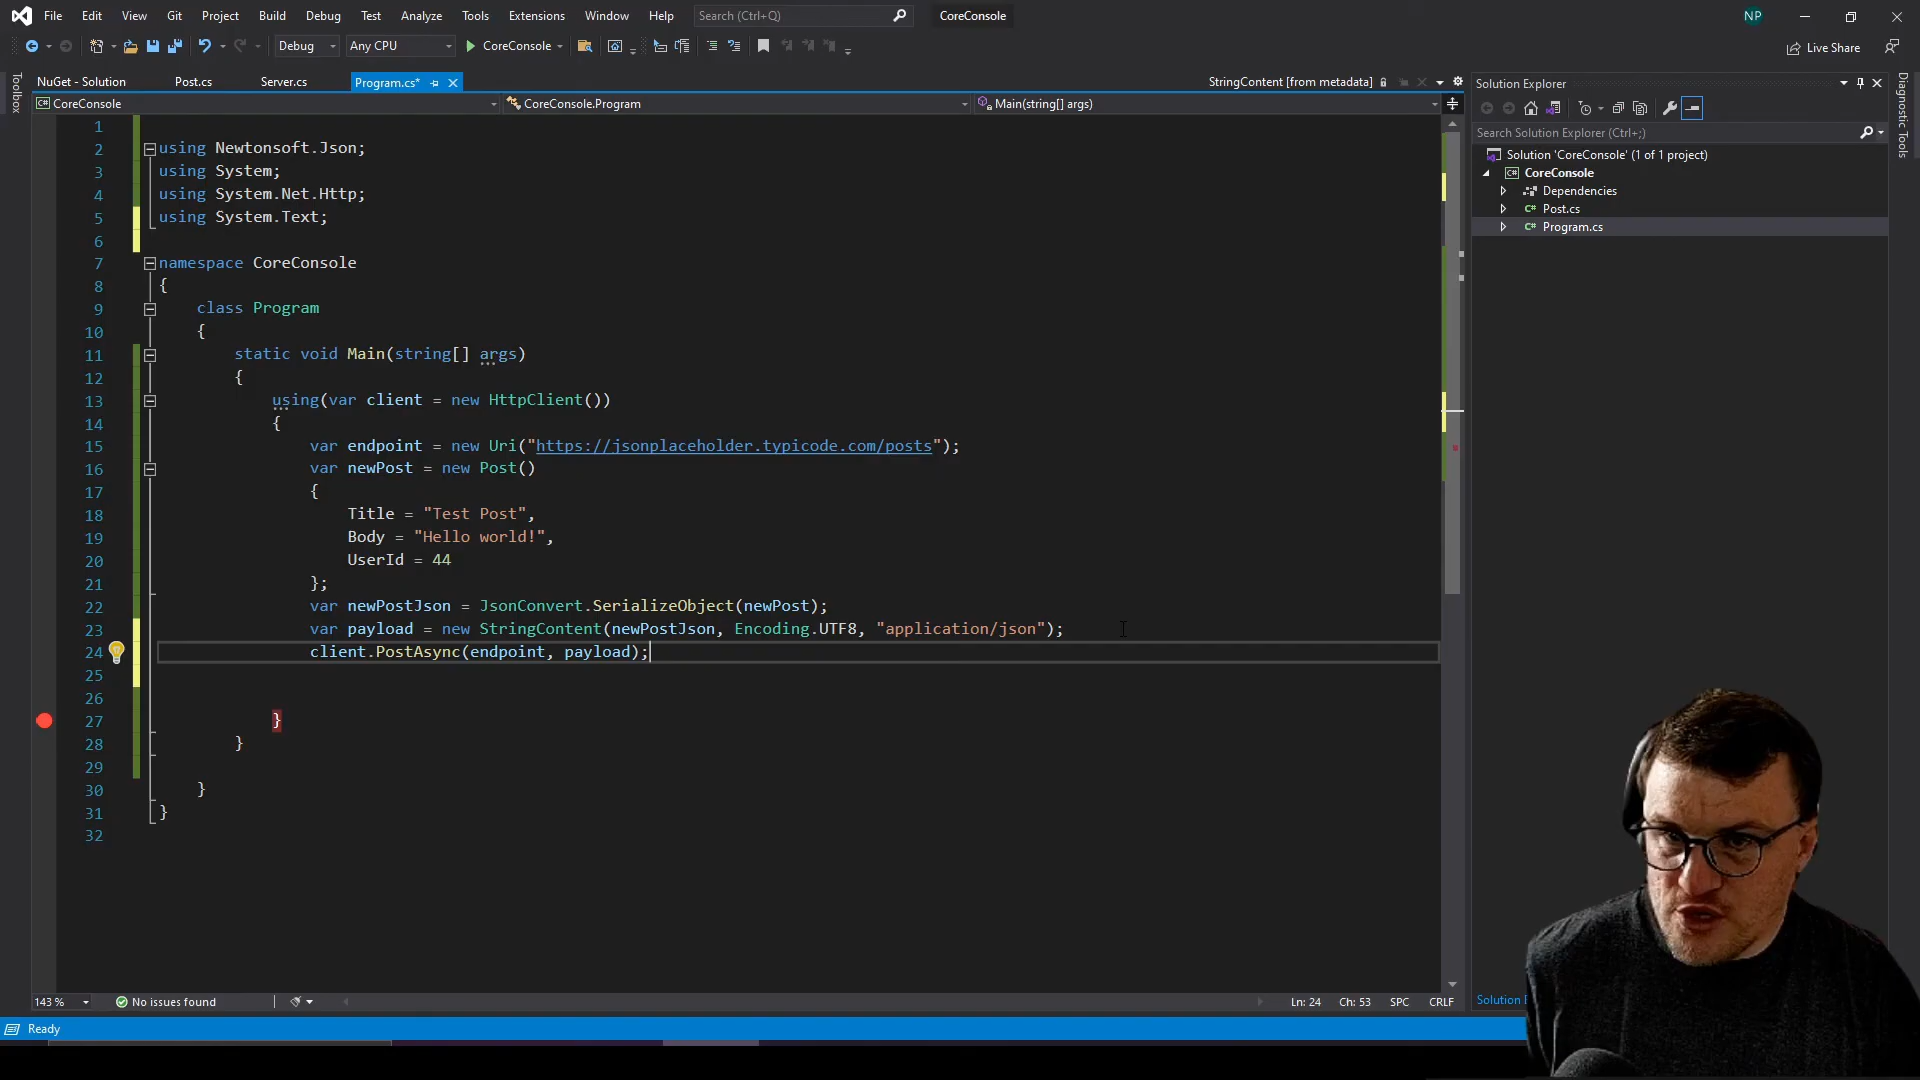 File Edit View Git Project Build Debug Test Analyze Tools Extensions Window Help Search (Ctrl+Q) CoreConsole NP
Debug Any CPU CoreConsole Live Share
Toolbox
NuGet - Solution Post.cs Server.cs Program.cs* StringContent [from metadata]
CoreConsole CoreConsole.Program Main(string[] args)
1
2 using Newtonsoft.Json;
3 using System;
4 using System.Net.Http;
5 using System.Text;
6
7 namespace CoreConsole
8 {
9 class Program
10 {
11 static void Main(string[] args)
12 {
13 using(var client = new HttpClient())
14 {
15 var endpoint = new Uri("https://jsonplaceholder.typicode.com/posts");
16 var newPost = new Post()
17 {
18 Title = "Test Post",
19 Body = "Hello world!",
20 UserId = 44
21 };
22 var newPostJson = JsonConvert.SerializeObject(newPost);
23 var payload = new StringContent(newPostJson, Encoding.UTF8, "application/json");
24 client.PostAsync(endpoint, payload);
25
26
27 }
28 }
29
30 }
31 }
32
143 % No issues found Ln: 24 Ch: 53 SPC CRLF
Ready
Solution Explorer
Search Solution Explorer (Ctrl+;)
Solution 'CoreConsole' (1 of 1 project)
CoreConsole
Dependencies
Post.cs
Program.cs
Solution E
Diagnostic Tools